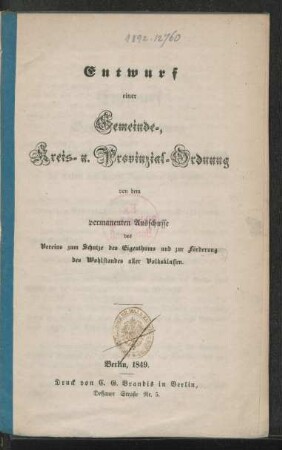 1892.12760
Entwurf
einer
Gemeinde-,
Kreis- u. Provinzial-Ordnung
von dem
permanenten Ausschusse
des
Vereins zum Schutze des Eigenthums und zur Förderung
des Wohlstandes aller Volksklassen.
Berlin, 1849.
Druck von C. G. Brandis in Berlin,
Dessauer Straße Nr. 5.